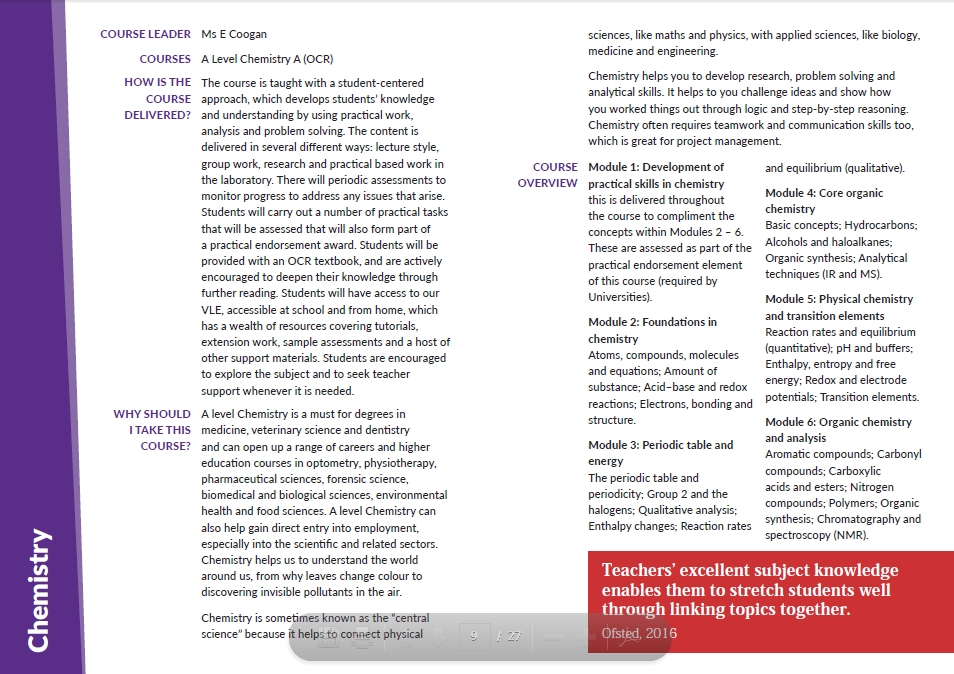 Chemistry
COURSE LEADER Ms E Coogan
COURSES A Level Chemistry A (OCR)
HOW IS THE
COURSE
DELIVERED?
The course is taught with a student-centered
approach, which develops students' knowledge
and understanding by using practical work,
analysis and problem solving. The content is
delivered in several different ways: lecture style,
group work, research and practical based work in
the laboratory. There will periodic assessments to
monitor progress to address any issues that arise.
Students will carry out a number of practical tasks
that will be assessed that will also form part of
a practical endorsement award. Students will be
provided with an OCR textbook, and are actively
encouraged to deepen their knowledge through
further reading. Students will have access to our
VLE, accessible at school and from home, which
has a wealth of resources covering tutorials,
extension work, sample assessments and a host of
other support materials. Students are encouraged
to explore the subject and to seek teacher
support whenever it is needed.
WHY SHOULD
I TAKE THIS
COURSE?
A level Chemistry is a must for degrees in
medicine, veterinary science and dentistry
and can open up a range of careers and higher
education courses in optometry, physiotherapy,
pharmaceutical sciences, forensic science,
biomedical and biological sciences, environmental
health and food sciences. A level Chemistry can
also help gain direct entry into employment,
especially into the scientific and related sectors.
Chemistry helps us to understand the world
around us, from why leaves change colour to
discovering invisible pollutants in the air.
Chemistry is sometimes known as the "central
science" because it helps to connect physical
sciences, like maths and physics, with applied sciences, like biology,
medicine and engineering.
Chemistry helps you to develop research, problem solving and
analytical skills. It helps to you challenge ideas and show how
you worked things out through logic and step-by-step reasoning.
Chemistry often requires teamwork and communication skills too,
which is great for project management.
COURSE
OVERVIEW
Module 1: Development of
practical skills in chemistry
this is delivered throughout
the course to compliment the
concepts within Modules 2 – 6.
These are assessed as part of the
practical endorsement element
of this course (required by
Universities).
Module 2: Foundations in
chemistry
Atoms, compounds, molecules
and equations; Amount of
substance; Acid–base and redox
reactions; Electrons, bonding and
structure.
Module 3: Periodic table and
energy
The periodic table and
periodicity; Group 2 and the
halogens; Qualitative analysis;
Enthalpy changes; Reaction rates
and equilibrium (qualitative).
Module 4: Core organic
chemistry
Basic concepts; Hydrocarbons;
Alcohols and haloalkanes;
Organic synthesis; Analytical
techniques (IR and MS).
Module 5: Physical chemistry
and transition elements
Reaction rates and equilibrium
(quantitative); pH and buffers;
Enthalpy, entropy and free
energy; Redox and electrode
potentials; Transition elements.
Module 6: Organic chemistry
and analysis
Aromatic compounds; Carbonyl
compounds; Carboxylic
acids and esters; Nitrogen
compounds; Polymers; Organic
synthesis; Chromatography and
spectroscopy (NMR).
Teachers' excellent subject knowledge
enables them to stretch students well
through linking topics together.
Ofsted, 2016
9 / 27